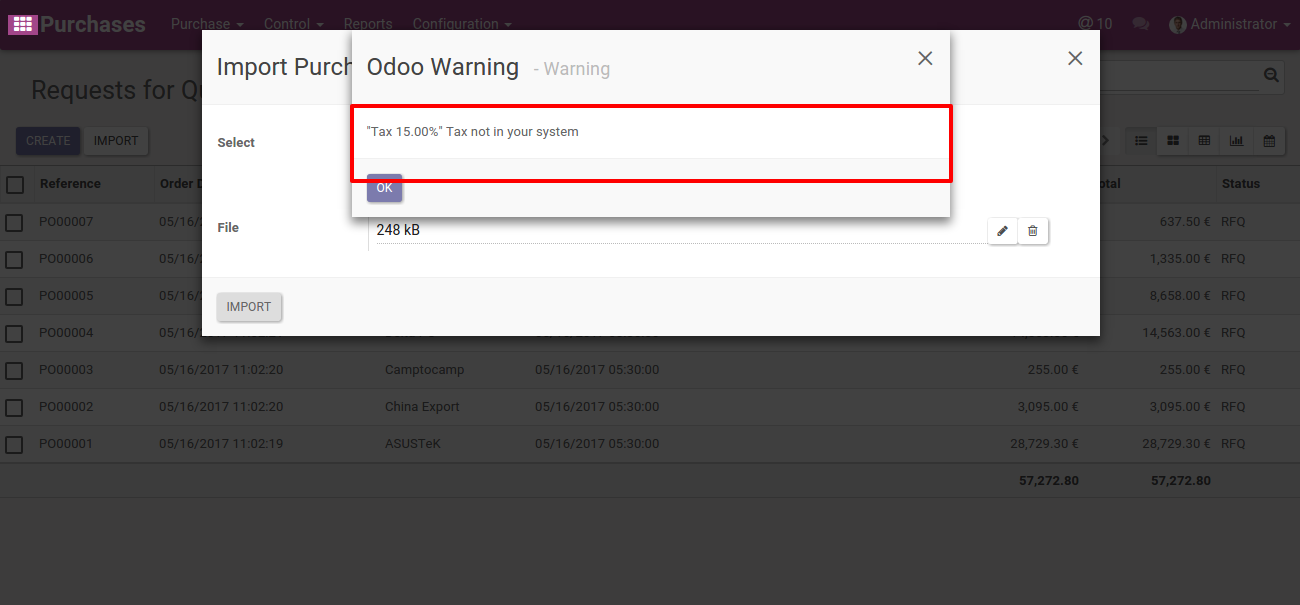 Purchases Purchase Control Reports Configuration @ 10 Administrator
Import Purch
Odoo Warning - Warning
Requests for Q
"Tax 15.00%" Tax not in your system
Select
CREATE IMPORT
OK
Reference Order otal Status
File 248 kB
PO00007 05/16/ 637.50 € RFQ
PO00006 05/16/ 1,335.00 € RFQ
PO00005 05/16/ 8,658.00 € RFQ
IMPORT
PO00004 05/16/ 14,563.00 € RFQ
PO00003 05/16/2017 11:02:20 Camptocamp 05/16/2017 05:30:00 255.00 € 255.00 € RFQ
PO00002 05/16/2017 11:02:20 China Export 05/16/2017 05:30:00 3,095.00 € 3,095.00 € RFQ
PO00001 05/16/2017 11:02:19 ASUSTeK 05/16/2017 05:30:00 28,729.30 € 28,729.30 € RFQ
57,272.80 57,272.80